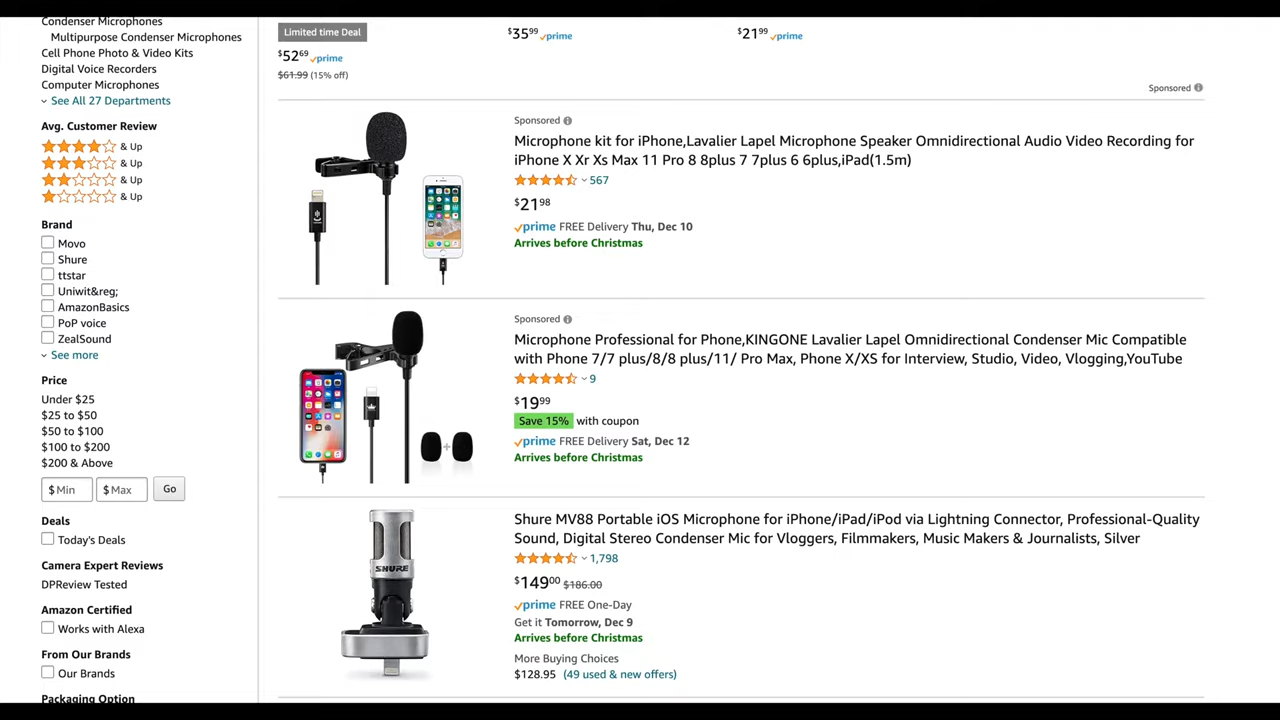 Condenser Microphones
Multipurpose Condenser Microphones
Cell Phone Photo & Video Kits
Digital Voice Recorders
Computer Microphones
See All 27 Departments
Avg. Customer Review
& Up
& Up
& Up
& Up
Brand
Movo
Shure
ttstar
Uniwit&reg;
AmazonBasics
PoP voice
ZealSound
See more
Price
Under $25
$25 to $50
$50 to $100
$100 to $200
$200 & Above
$ Min $ Max Go
Deals
Today's Deals
Camera Expert Reviews
DPReview Tested
Amazon Certified
Works with Alexa
From Our Brands
Our Brands
Packaging Option
Limited time Deal
$52 69 prime
$61.99 (15% off)
$35 99 prime
$21 99 prime
Sponsored
Sponsored
Microphone kit for iPhone,Lavalier Lapel Microphone Speaker Omnidirectional Audio Video Recording for
iPhone X Xr Xs Max 11 Pro 8 8plus 7 7plus 6 6plus,iPad(1.5m)
567
$21 98
prime FREE Delivery Thu, Dec 10
Arrives before Christmas
Sponsored
Microphone Professional for Phone,KINGONE Lavalier Lapel Omnidirectional Condenser Mic Compatible
with Phone 7/7 plus/8/8 plus/11/ Pro Max, Phone X/XS for Interview, Studio, Video, Vlogging,YouTube
9
$19 99
Save 15% with coupon
prime FREE Delivery Sat, Dec 12
Arrives before Christmas
SHURE
Shure MV88 Portable iOS Microphone for iPhone/iPad/iPod via Lightning Connector, Professional-Quality
Sound, Digital Stereo Condenser Mic for Vloggers, Filmmakers, Music Makers & Journalists, Silver
1,798
$149 00 $186.00
prime FREE One-Day
Get it Tomorrow, Dec 9
Arrives before Christmas
More Buying Choices
$128.95 (49 used & new offers)